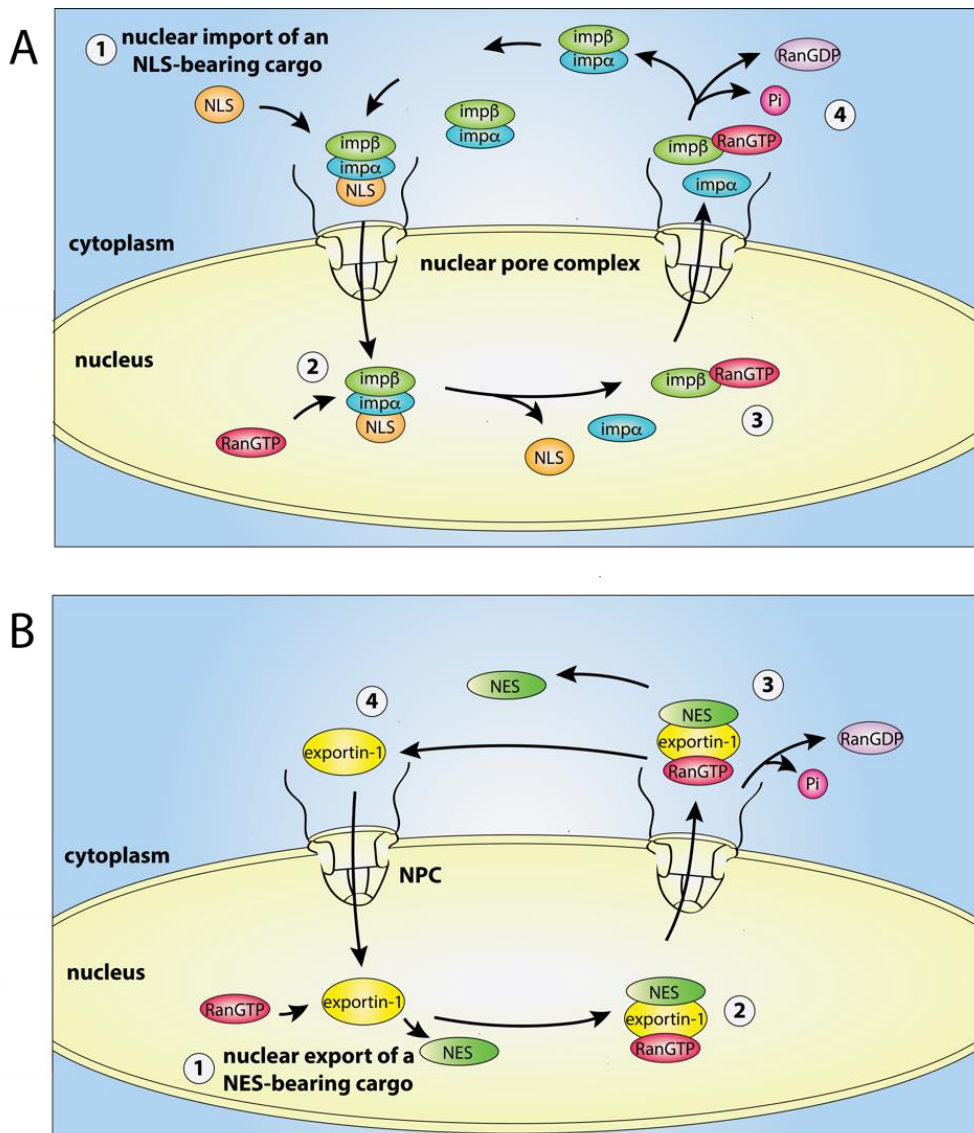 A
1 nuclear import of an
NLS-bearing cargo
impβ
impα
RanGDP
Pi
4
NLS
impβ
impα
impβ
impα
NLS
impβ
RanGTP
impα
cytoplasm
nuclear pore complex
nucleus
2
impβ
impα
NLS
RanGTP
impβ
RanGTP
3
impα
NLS
B
NES
3
4
NES
exportin-1
RanGTP
exportin-1
RanGDP
Pi
cytoplasm
NPC
nucleus
RanGTP
exportin-1
NES
exportin-1
RanGTP
2
1 nuclear export of a
NES-bearing cargo
NES